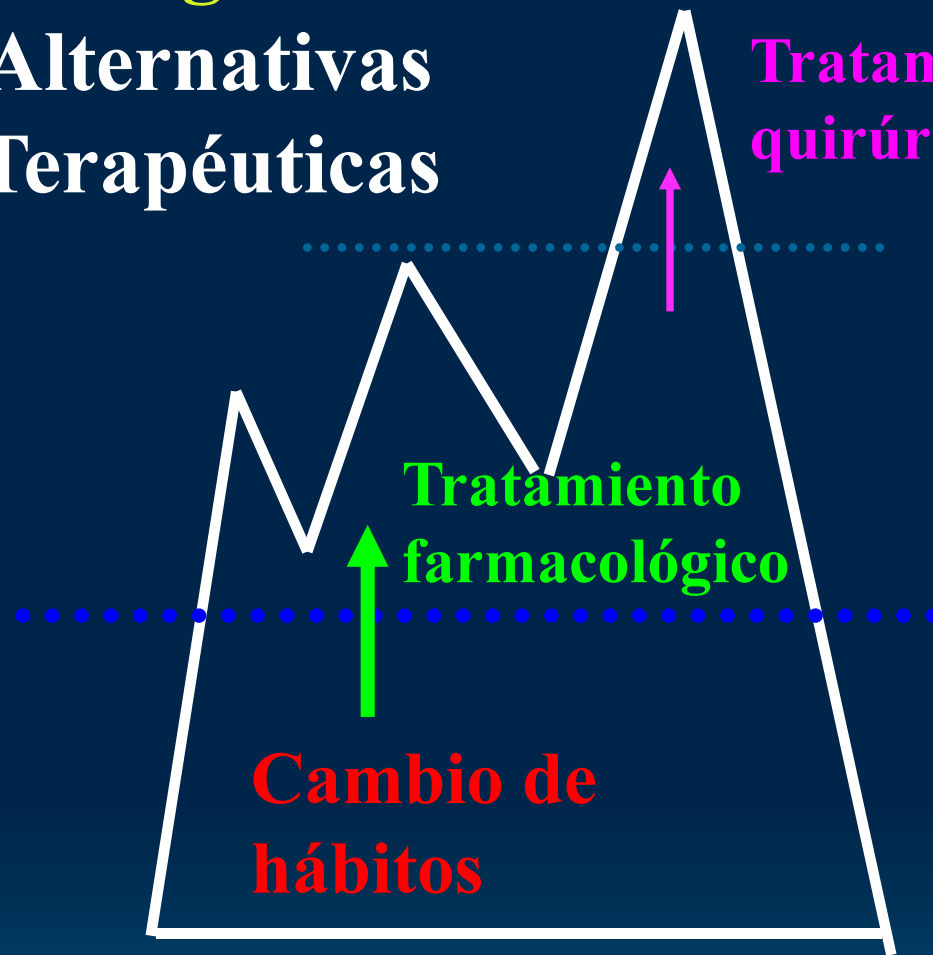 Alternativas
Terapéuticas
Tratamiento
farmacológico
Cambio de
hábitos